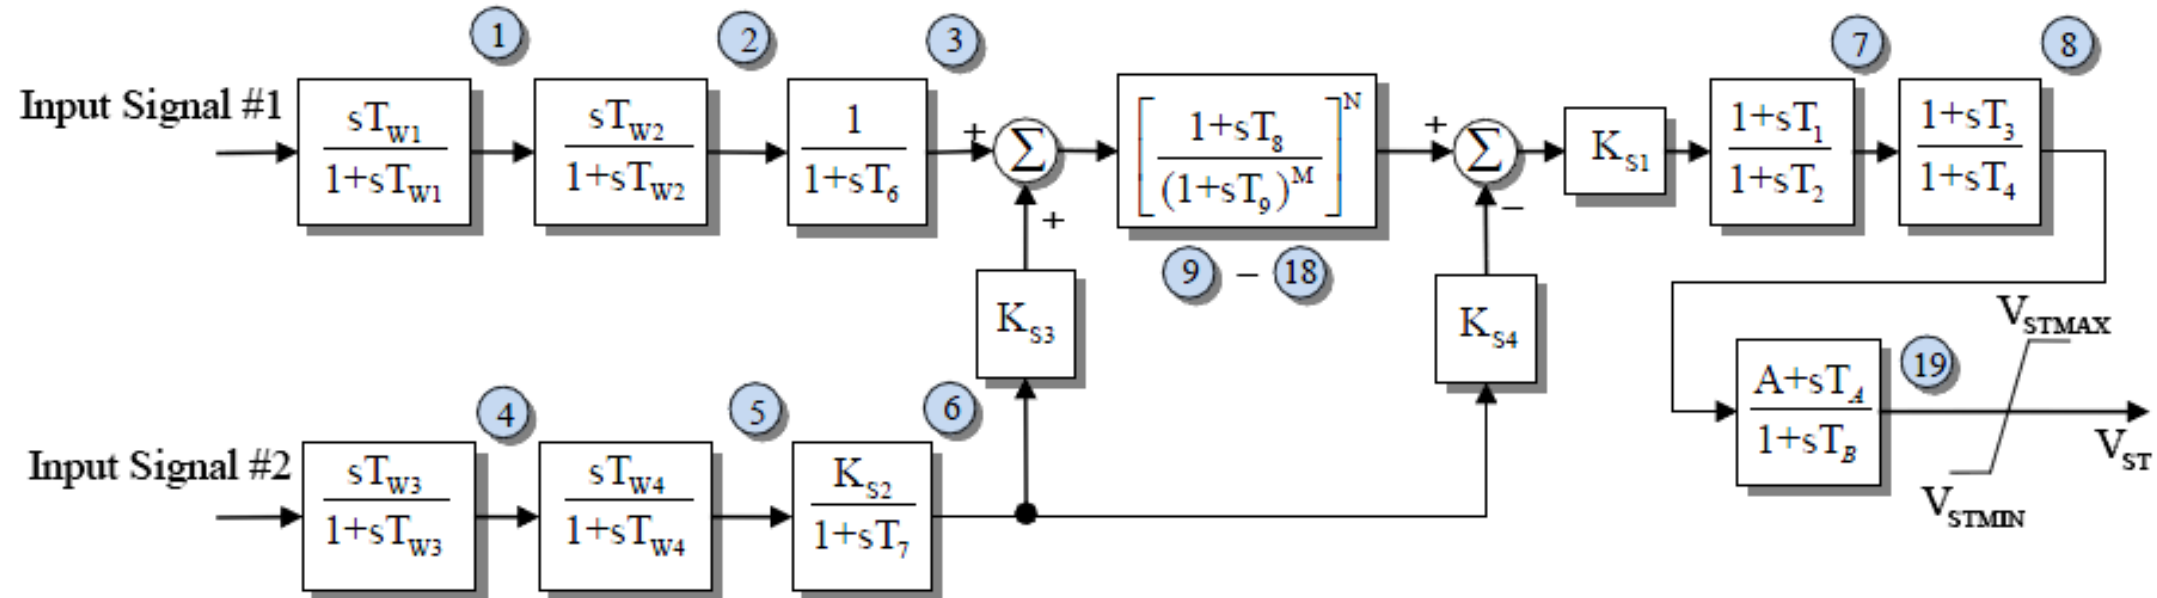 1 2 3 7 8
Input Signal #1
sT_W1
1+sT_W1
sT_W2
1+sT_W2
1
1+sT_6
+
Σ
+
[1+sT_8
(1+sT_9)^M]^N
9 – 18
+
Σ
−
K_S1
1+sT_1
1+sT_2
1+sT_3
1+sT_4
K_S3
K_S4
V_STMAX
4 5 6 19
Input Signal #2
sT_W3
1+sT_W3
sT_W4
1+sT_W4
K_S2
1+sT_7
A+sT_A
1+sT_B
V_ST
V_STMIN